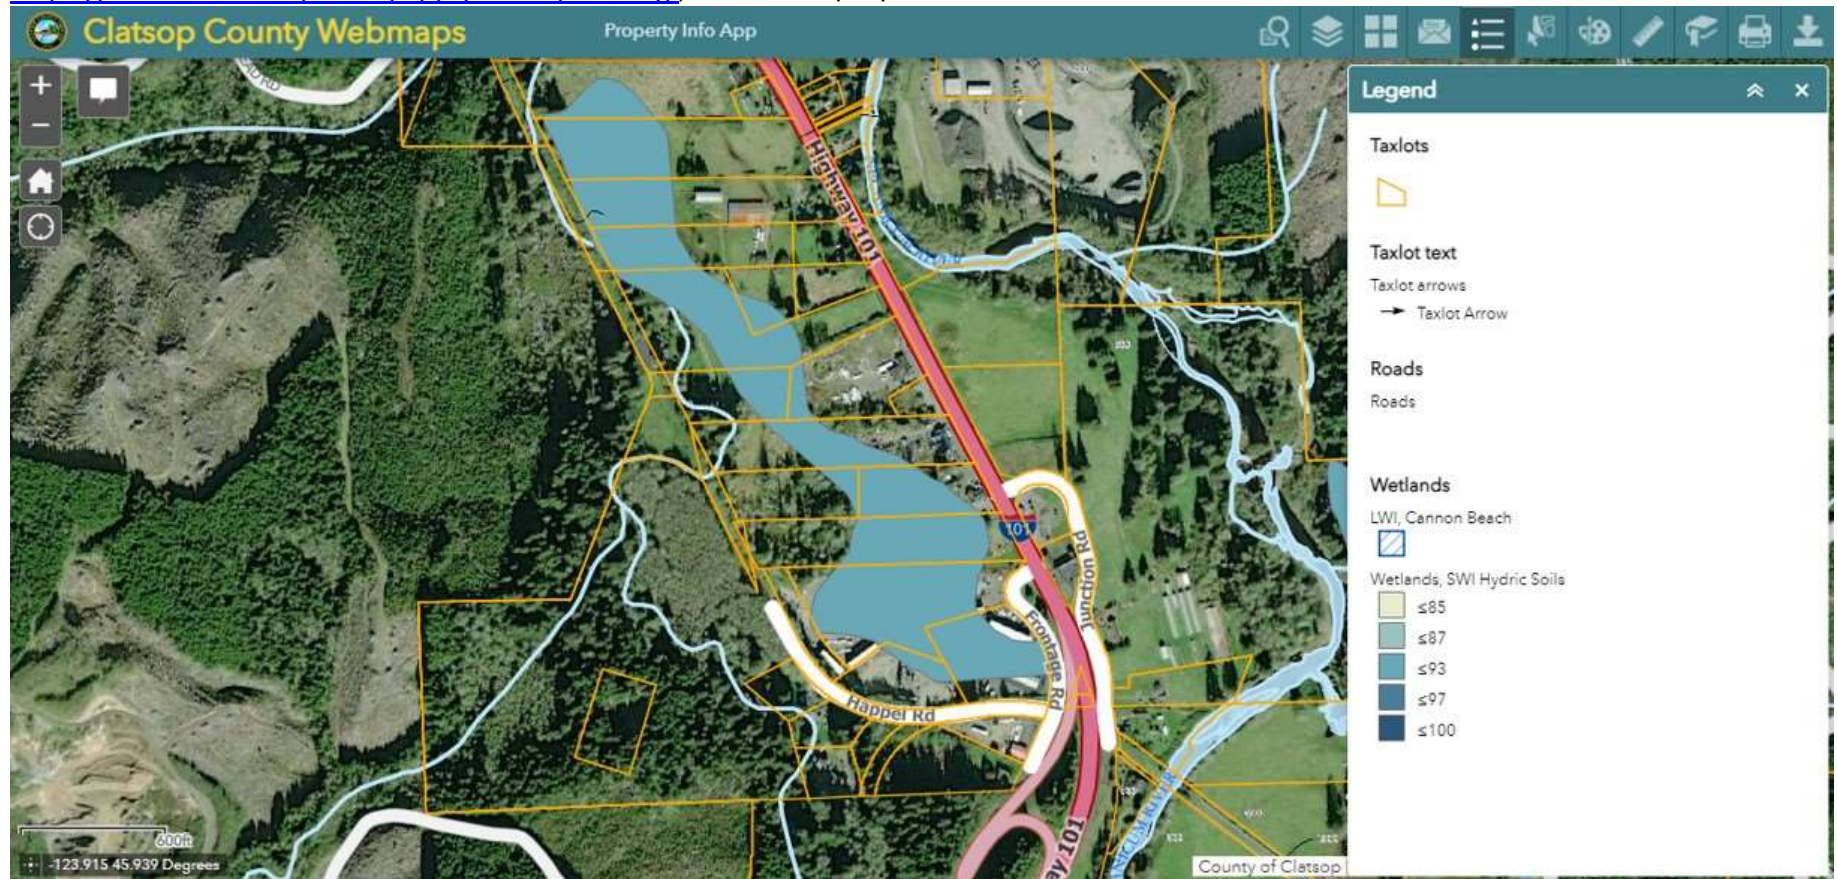 Clatsop County Webmaps
Property Info App
Legend
Taxlots
Taxlot text
Taxlot arrows
Taxlot Arrow
Roads
Roads
Wetlands
LWI, Cannon Beach
Wetlands, SWI Hydric Soils
≤85
≤87
≤93
≤97
≤100
Highway 101
101
Junction Rd
Frontage Rd
Happel Rd
600ft
-123.915 45.939 Degrees
County of Clatsop